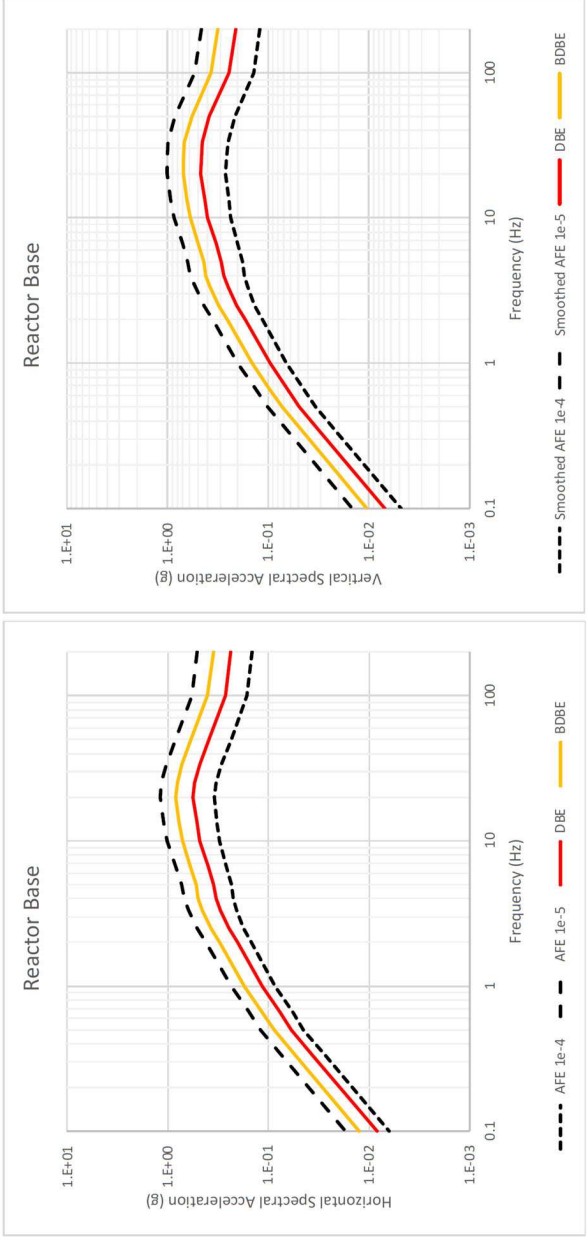 Reactor Base
1.E+01
1.E+00
1.E-01
1.E-02
1.E-03
Horizontal Spectral Acceleration (g)
0.1
1
10
100
Frequency (Hz)
AFE 1e-4
AFE 1e-5
DBE
BDBE
Reactor Base
1.E+01
1.E+00
1.E-01
1.E-02
1.E-03
Vertical Spectral Acceleration (g)
0.1
1
10
100
Frequency (Hz)
Smoothed AFE 1e-4
Smoothed AFE 1e-5
DBE
BDBE